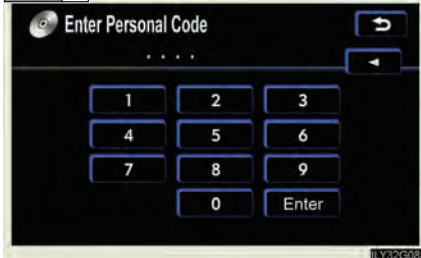 Enter Personal Code
• • • •
1 2 3
4 5 6
7 8 9
0 Enter
ILY32G08